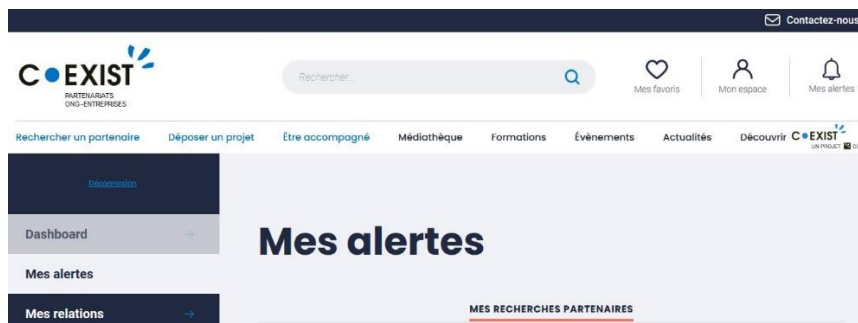 Contactez-nous
C●EXIST
PARTENARIATS
ONG-ENTREPRISES
Rechercher...
Mes favoris
Mon espace
Mes alertes
Rechercher un partenaire Déposer un projet Être accompagné Médiathèque Formations Évènements Actualités Découvrir C●EXIST
UN PROJET
Déconnexion
Dashboard →
Mes alertes
Mes relations →
Mes alertes
MES RECHERCHES PARTENAIRES